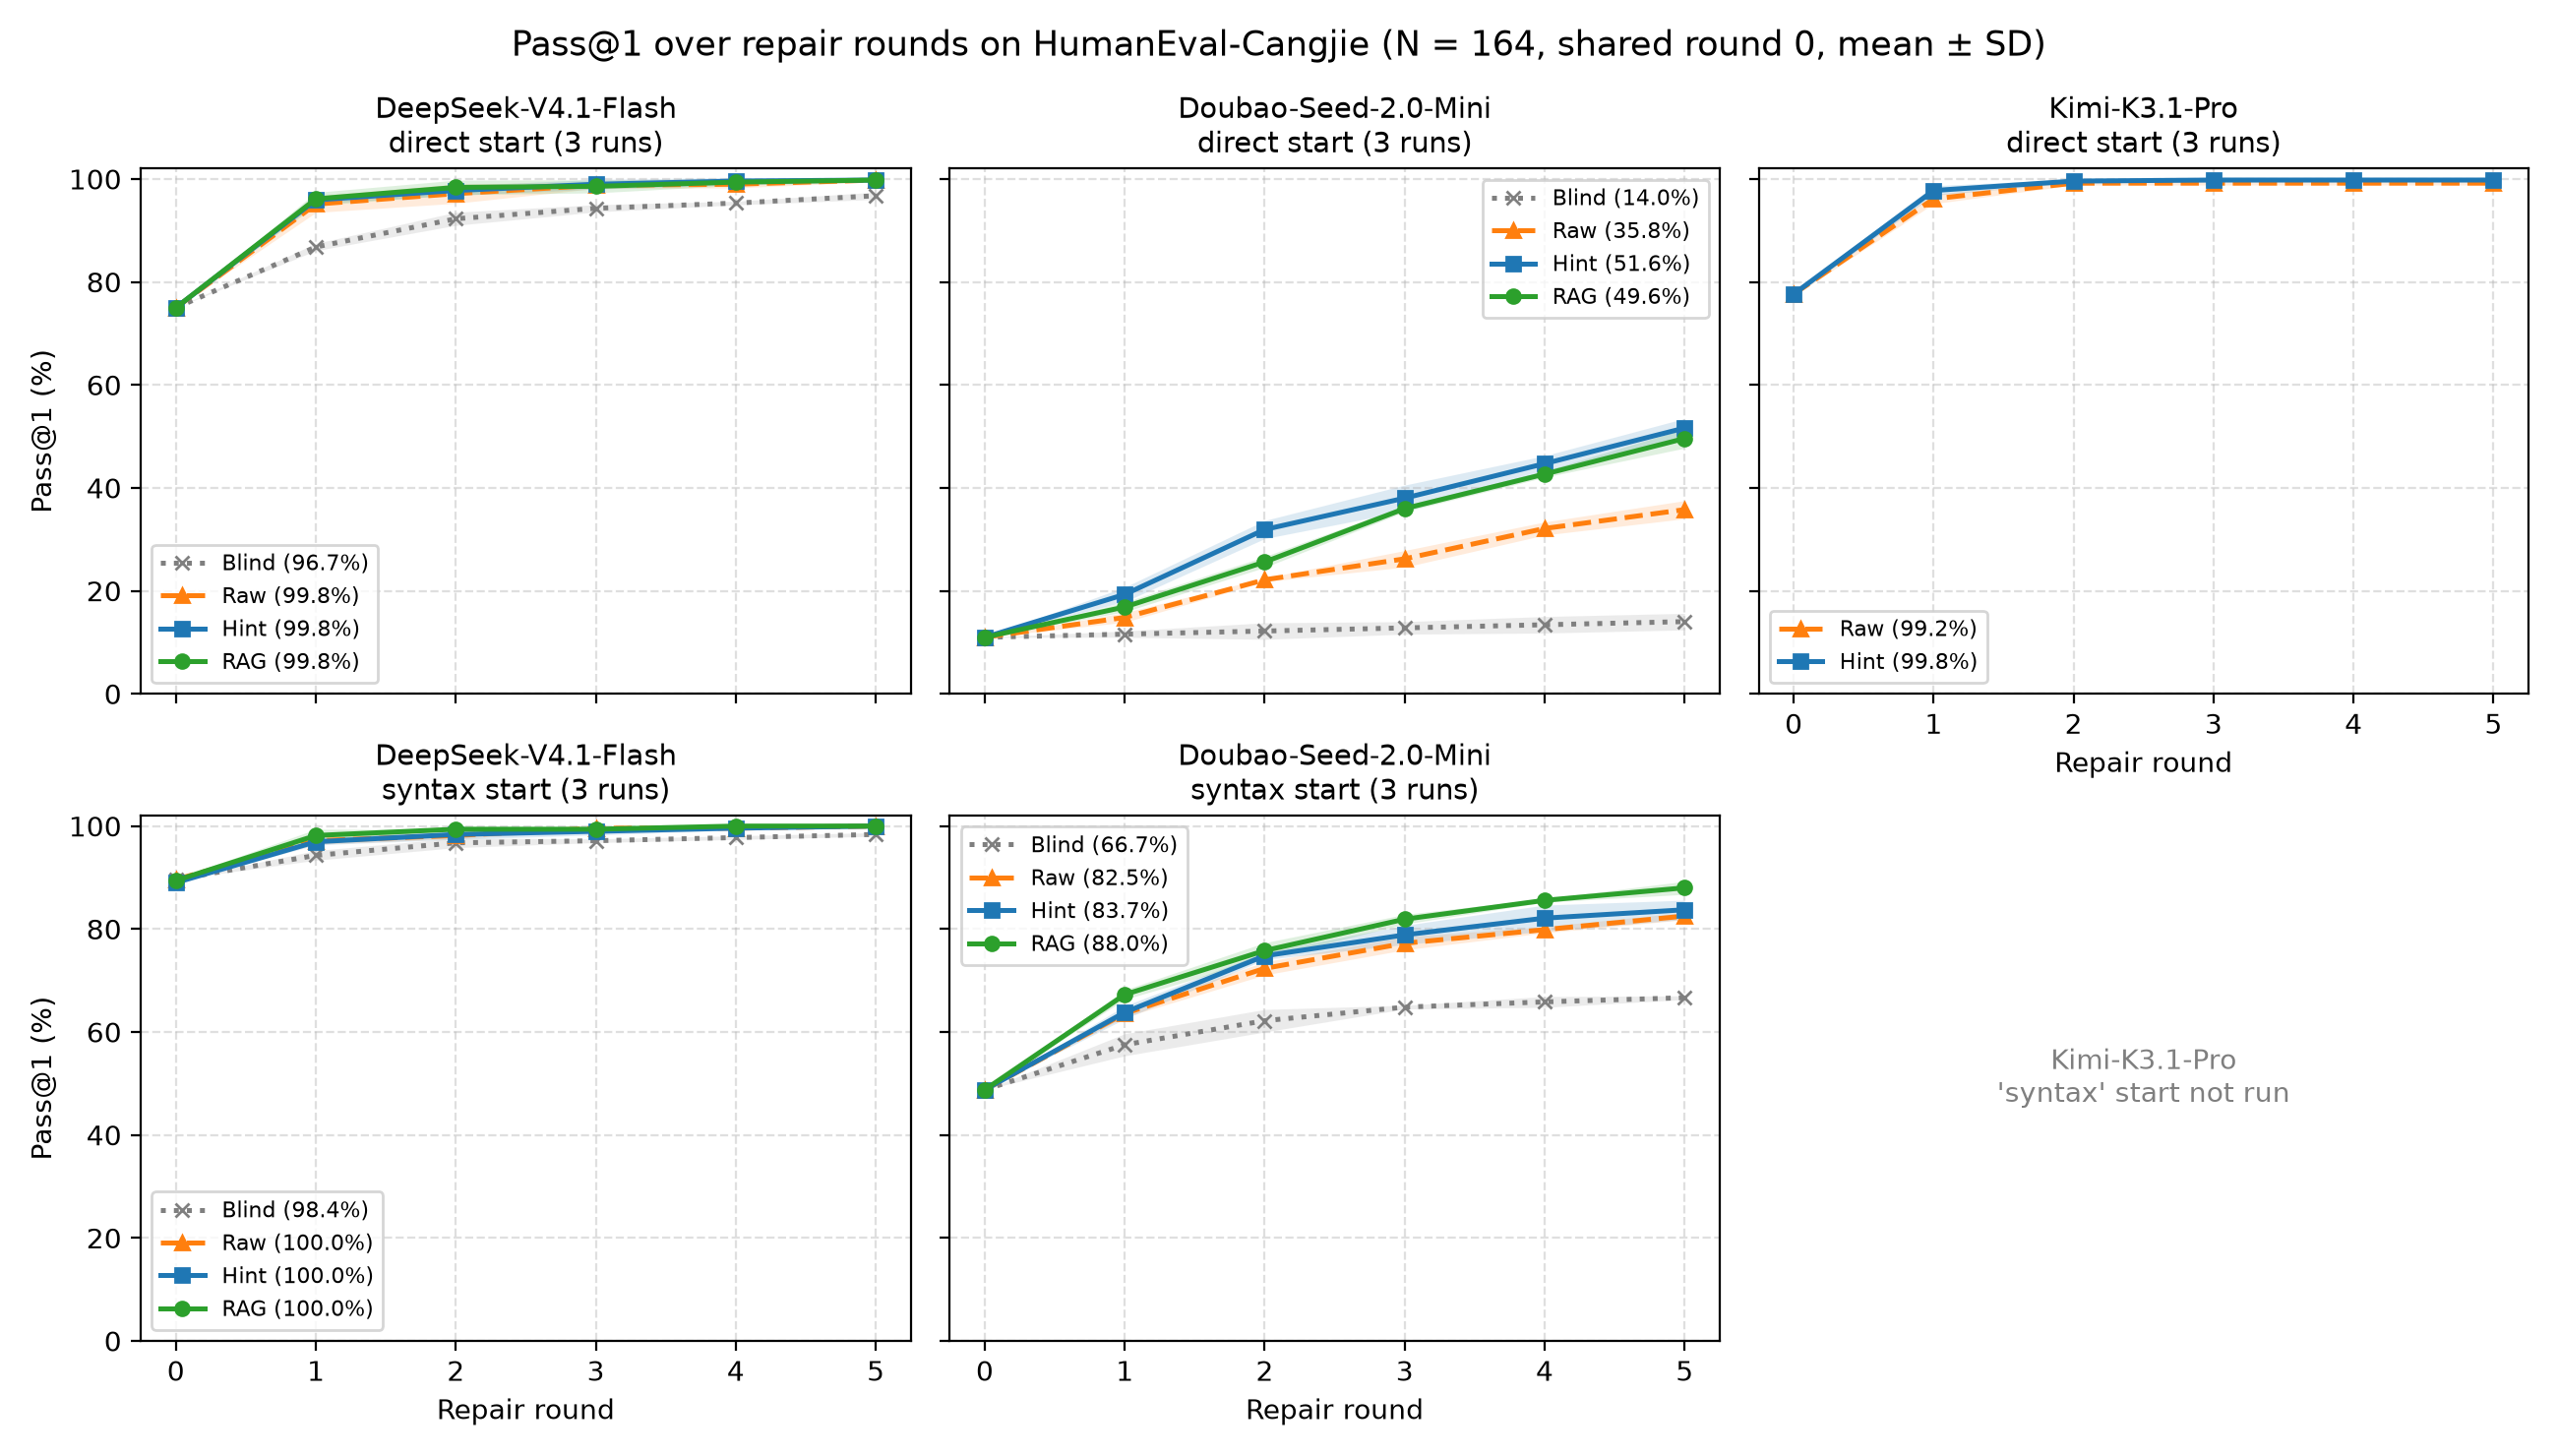 Pass@1 over repair rounds on HumanEval-Cangjie (N = 164, shared round 0, mean ± SD)
DeepSeek-V4.1-Flash
direct start (3 runs)
Pass@1 (%)
100
80
60
40
20
0
Blind (96.7%)
Raw (99.8%)
Hint (99.8%)
RAG (99.8%)
Doubao-Seed-2.0-Mini
direct start (3 runs)
Blind (14.0%)
Raw (35.8%)
Hint (51.6%)
RAG (49.6%)
Kimi-K3.1-Pro
direct start (3 runs)
Raw (99.2%)
Hint (99.8%)
0 1 2 3 4 5
Repair round
DeepSeek-V4.1-Flash
syntax start (3 runs)
Pass@1 (%)
100
80
60
40
20
0
Blind (98.4%)
Raw (100.0%)
Hint (100.0%)
RAG (100.0%)
0 1 2 3 4 5
Repair round
Doubao-Seed-2.0-Mini
syntax start (3 runs)
Blind (66.7%)
Raw (82.5%)
Hint (83.7%)
RAG (88.0%)
0 1 2 3 4 5
Repair round
Kimi-K3.1-Pro
'syntax' start not run